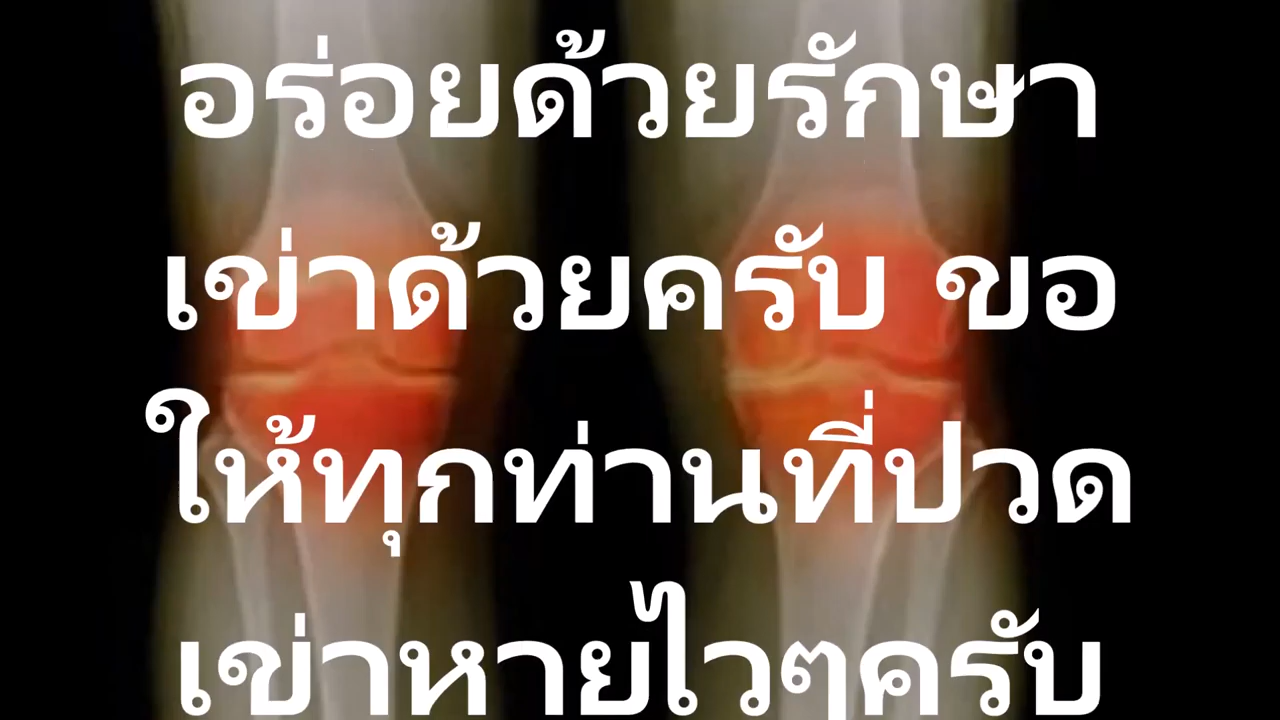 อร่อยด้วยรักษา
เข่าด้วยครับ ขอ
ให้ทุกท่านที่ปวด
เข่าหายไวๆครับ